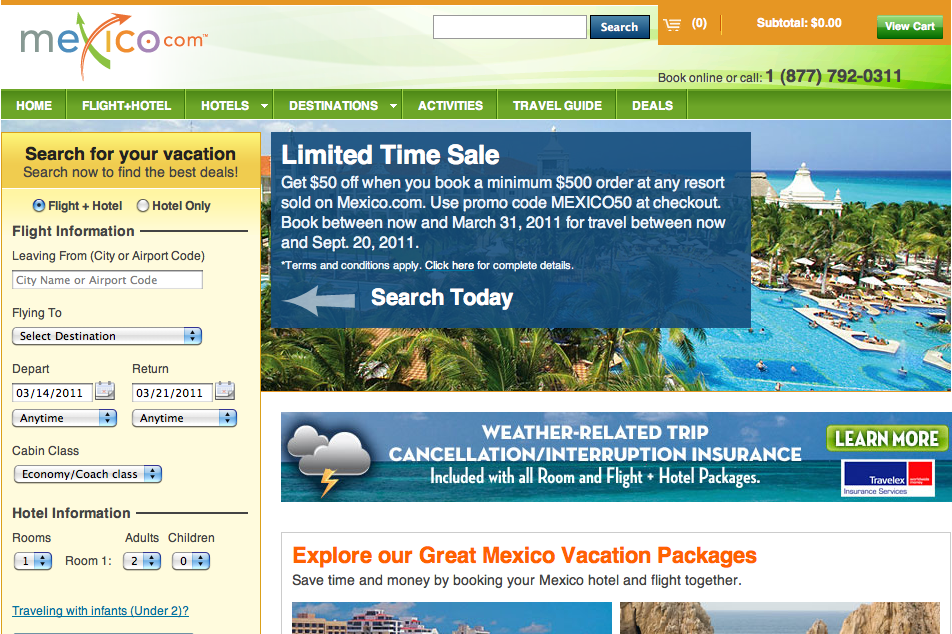 mexico.com™
Search
(0)
Subtotal: $0.00
View Cart
Book online or call: 1 (877) 792-0311
HOME
FLIGHT+HOTEL
HOTELS
DESTINATIONS
ACTIVITIES
TRAVEL GUIDE
DEALS
Search for your vacation
Search now to find the best deals!
Flight + Hotel
Hotel Only
Flight Information
Leaving From (City or Airport Code)
City Name or Airport Code
Flying To
Select Destination
Depart
Return
03/14/2011
03/21/2011
Anytime
Anytime
Cabin Class
Economy/Coach class
Hotel Information
Rooms
Adults
Children
1
Room 1:
2
0
Traveling with infants (Under 2)?
Limited Time Sale
Get $50 off when you book a minimum $500 order at any resort
sold on Mexico.com. Use promo code MEXICO50 at checkout.
Book between now and March 31, 2011 for travel between now
and Sept. 20, 2011.
*Terms and conditions apply. Click here for complete details.
Search Today
WEATHER-RELATED TRIP
CANCELLATION/INTERRUPTION INSURANCE
Included with all Room and Flight + Hotel Packages.
LEARN MORE
Travelex
worldwide money
Insurance Services
Explore our Great Mexico Vacation Packages
Save time and money by booking your Mexico hotel and flight together.